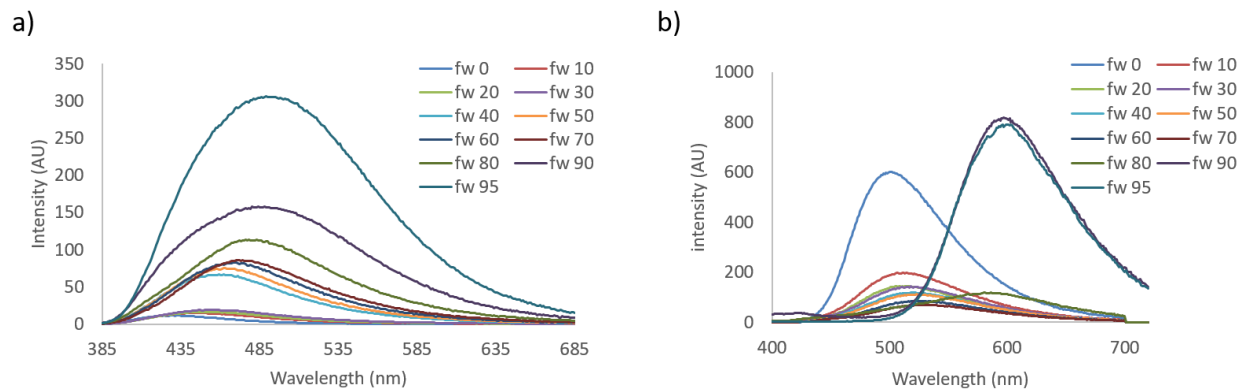 a)
350
300
250
200
150
100
50
0
Intensity (AU)
385 435 485 535 585 635 685
Wavelength (nm)
fw 0 fw 10
fw 20 fw 30
fw 40 fw 50
fw 60 fw 70
fw 80 fw 90
fw 95
b)
1000
800
600
400
200
0
intensity (AU)
400 500 600 700
Wavelength (nm)
fw 0 fw 10
fw 20 fw 30
fw 40 fw 50
fw 60 fw 70
fw 80 fw 90
fw 95